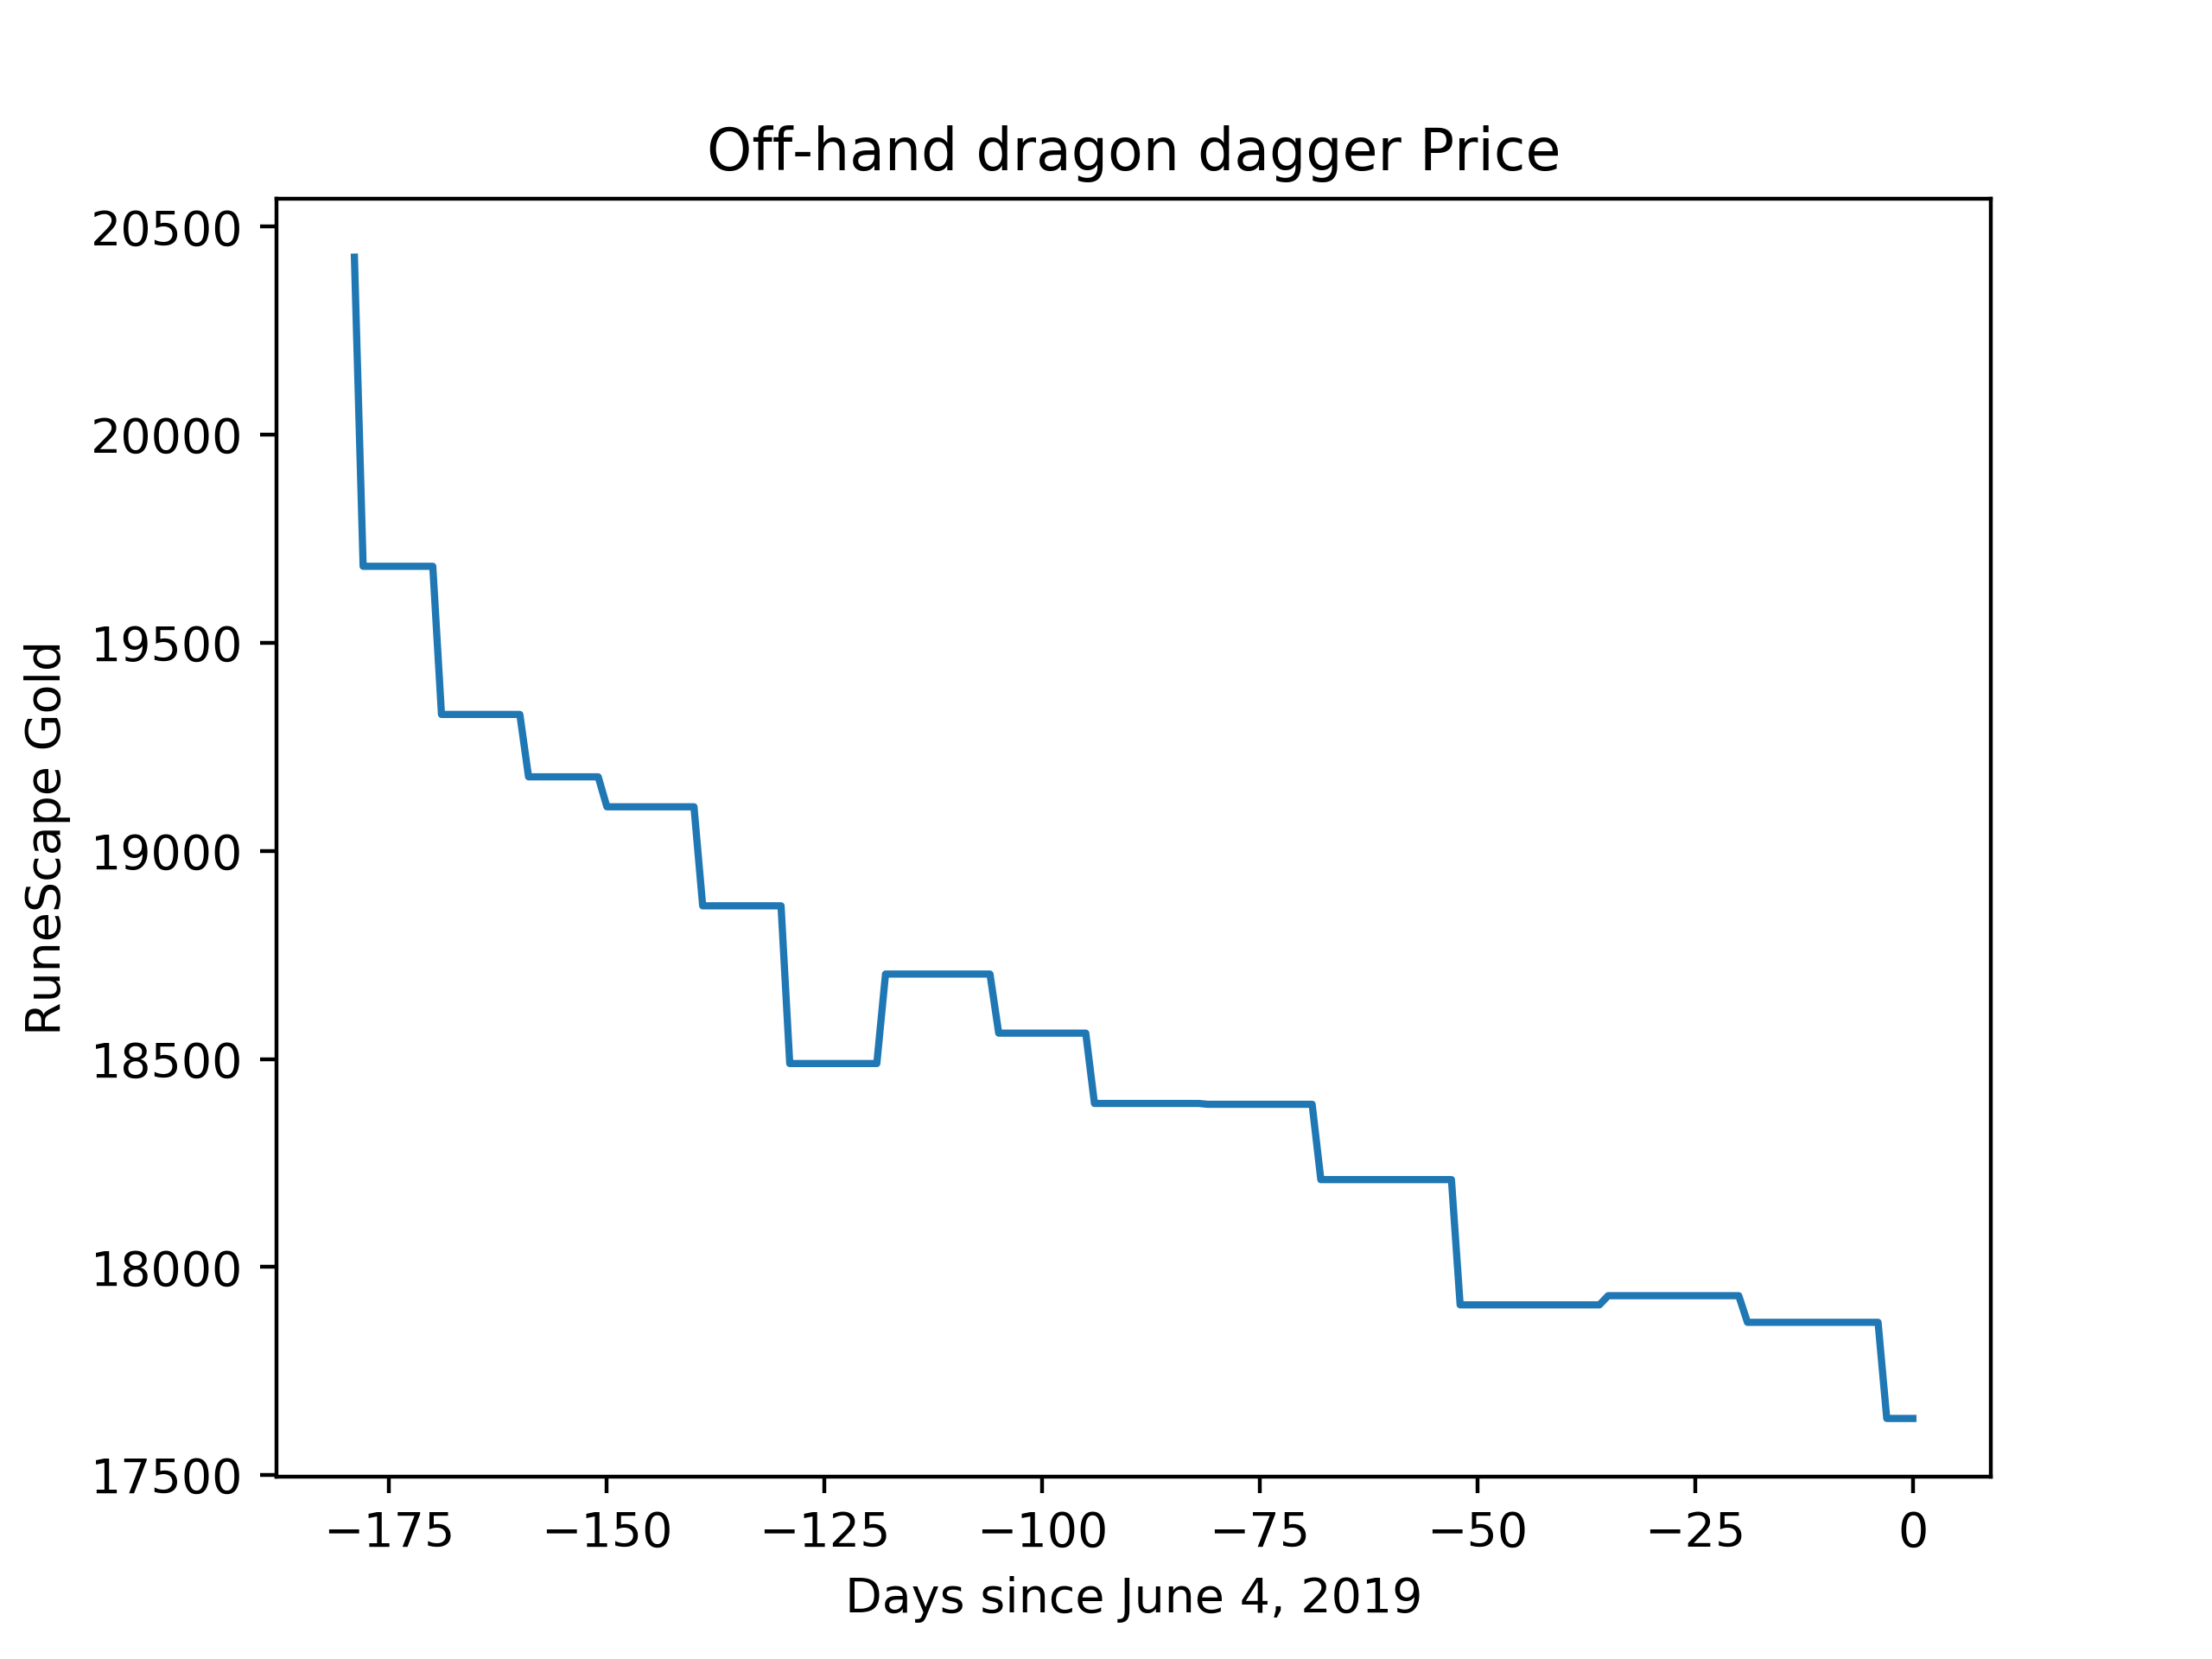 Off-hand dragon dagger Price
RuneScape Gold
20500
20000
19500
19000
18500
18000
17500
−175 −150 −125 −100 −75 −50 −25 0
Days since June 4, 2019